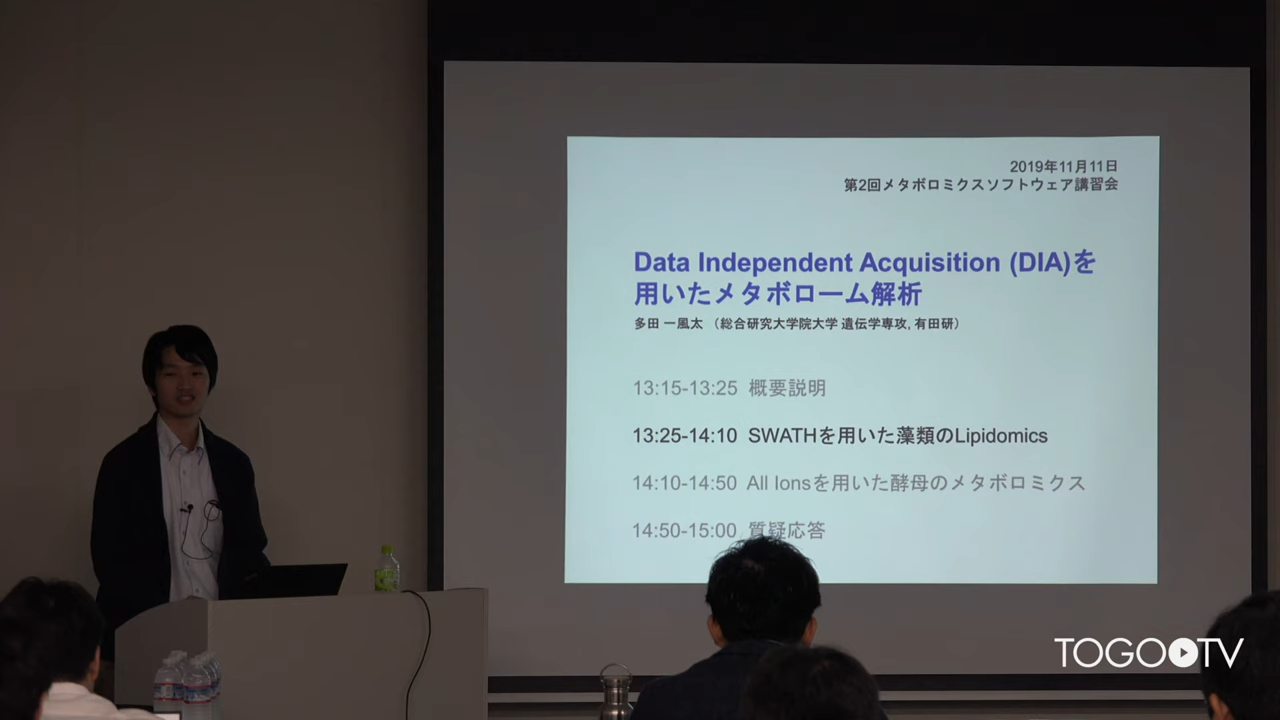 2019年11月11日
第2回メタボロミクスソフトウェア講習会
Data Independent Acquisition (DIA)を
用いたメタボローム解析
多田 一風太 （総合研究大学院大学 遺伝学専攻, 有田研）
13:15-13:25 概要説明
13:25-14:10 SWATHを用いた藻類のLipidomics
14:10-14:50 All Ionsを用いた酵母のメタボロミクス
14:50-15:00 質疑応答
TOGOTV